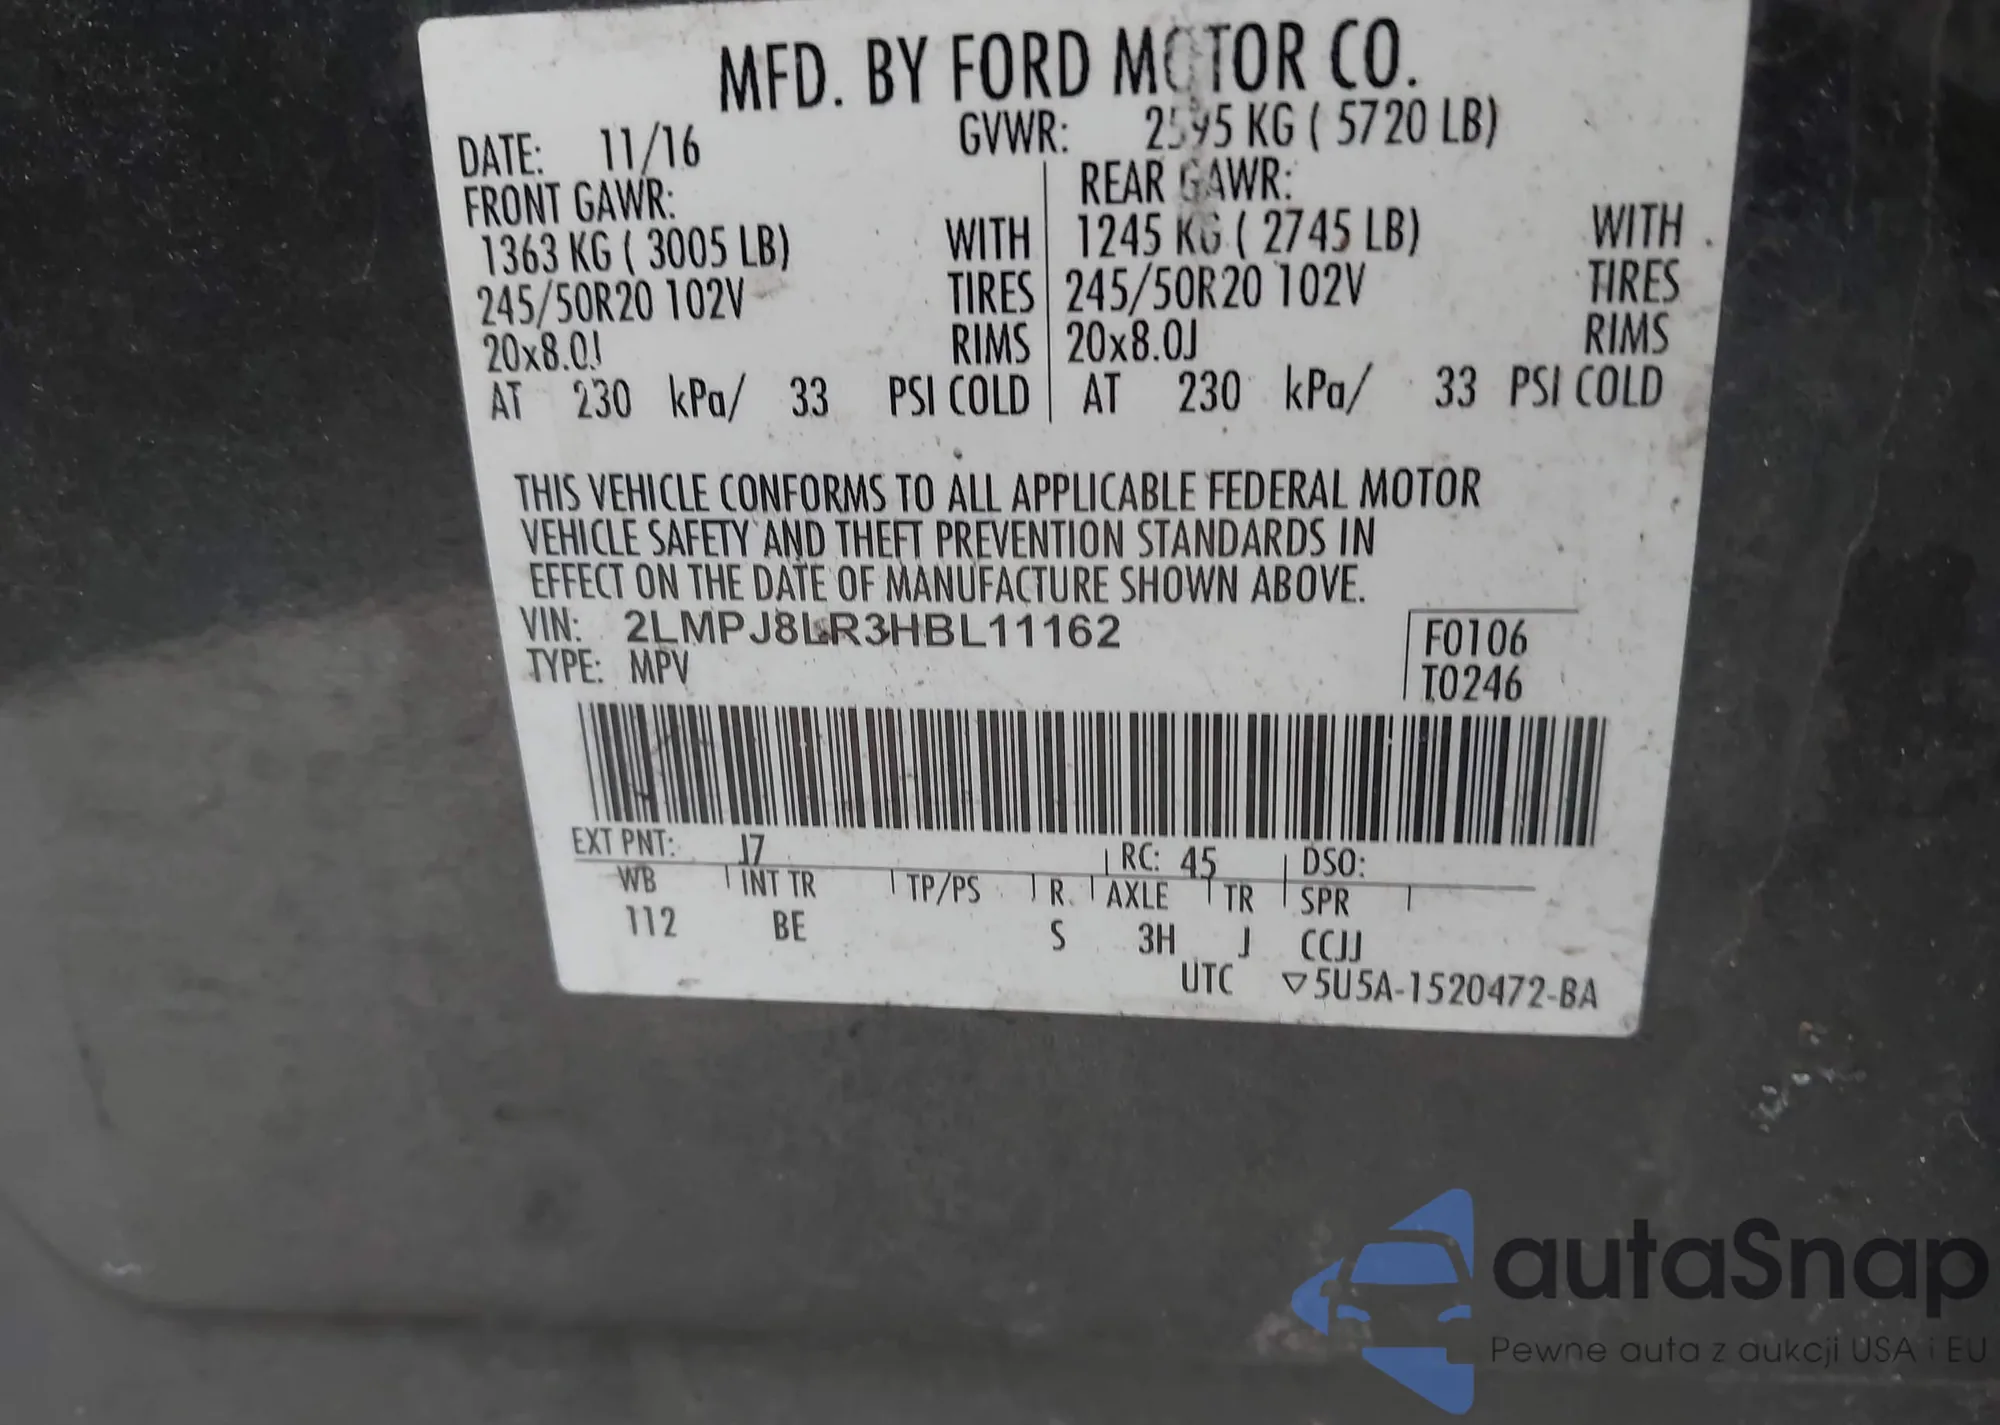 MFD. BY FORD MOTOR CO.
DATE: 11/16 GVWR: 2595 KG ( 5720 LB)
FRONT GAWR: REAR GAWR:
1363 KG ( 3005 LB) WITH 1245 KG ( 2745 LB) WITH
245/50R20 102V TIRES 245/50R20 102V TIRES
20x8.0J RIMS 20x8.0J RIMS
AT 230 kPa/ 33 PSI COLD AT 230 kPa/ 33 PSI COLD
THIS VEHICLE CONFORMS TO ALL APPLICABLE FEDERAL MOTOR
VEHICLE SAFETY AND THEFT PREVENTION STANDARDS IN
EFFECT ON THE DATE OF MANUFACTURE SHOWN ABOVE.
VIN: 2LMPJ8LR3HBL11162 F0106
TYPE: MPV T0246
EXT PNT: J7 RC: 45 DSO:
WB INT TR TP/PS R. AXLE TR SPR
112 BE S 3H J CCJJ
UTC ▽5U5A-1520472-BA
autaSnap
Pewne auta z aukcji USA i EU